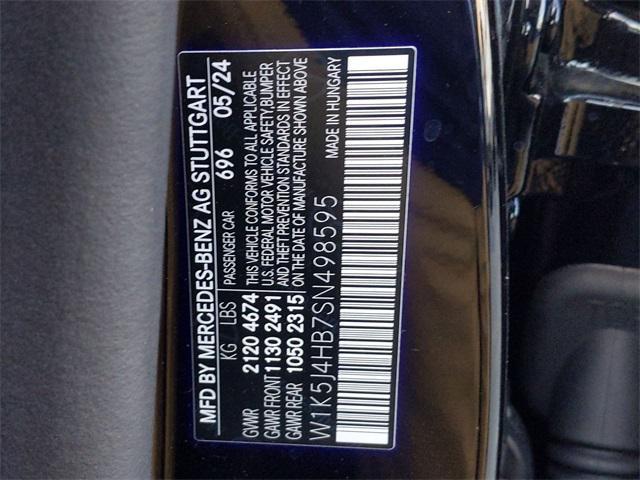 MFD BY MERCEDES-BENZ AG STUTTGART
KG LBS PASSENGER CAR 696 05/24
GVWR 2120 4674 THIS VEHICLE CONFORMS TO ALL APPLICABLE
GAWR FRONT 1130 2491 U.S. FEDERAL MOTOR VEHICLE SAFETY, BUMPER
AND THEFT PREVENTION STANDARDS IN EFFECT
GAWR REAR 1050 2315 ON THE DATE OF MANUFACTURE SHOWN ABOVE
W1K5J4HB7SN498595 MADE IN HUNGARY